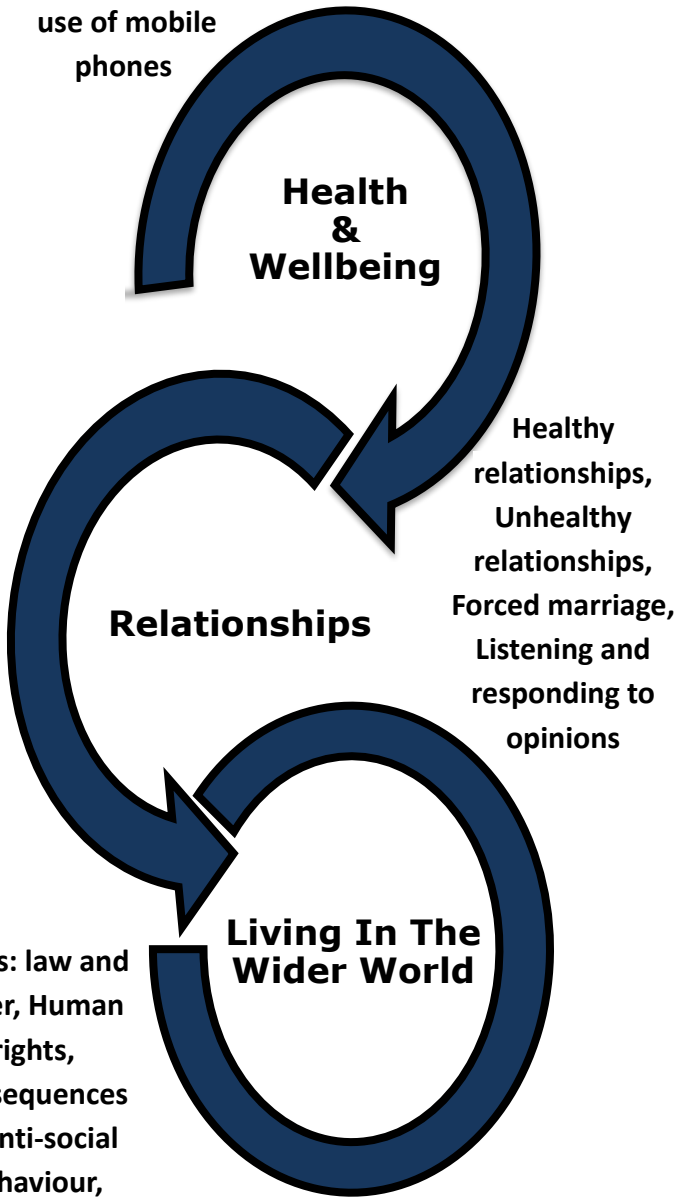 use of mobile
phones
Health
&
Wellbeing
Healthy
relationships,
Unhealthy
relationships,
Forced marriage,
Listening and
responding to
opinions
Relationships
Living In The
Wider World
law and
Human
rights,
anti-social